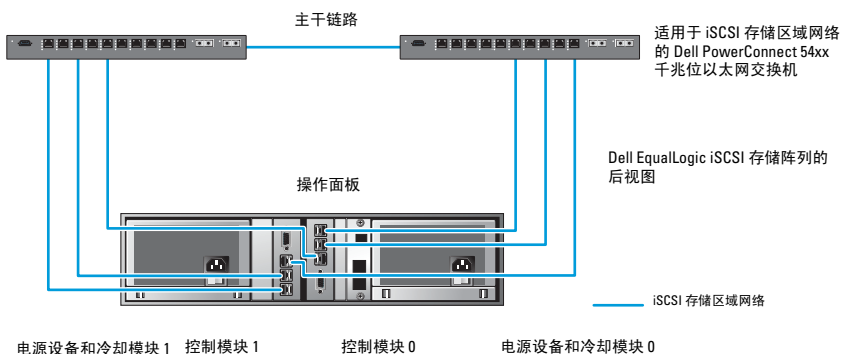 主干链路
适用于 iSCSI 存储区域网络
的 Dell PowerConnect 54xx
千兆位以太网交换机
Dell EqualLogic iSCSI 存储阵列的
后视图
操作面板
iSCSI 存储区域网络
电源设备和冷却模块 1 控制模块 1 控制模块 0 电源设备和冷却模块 0